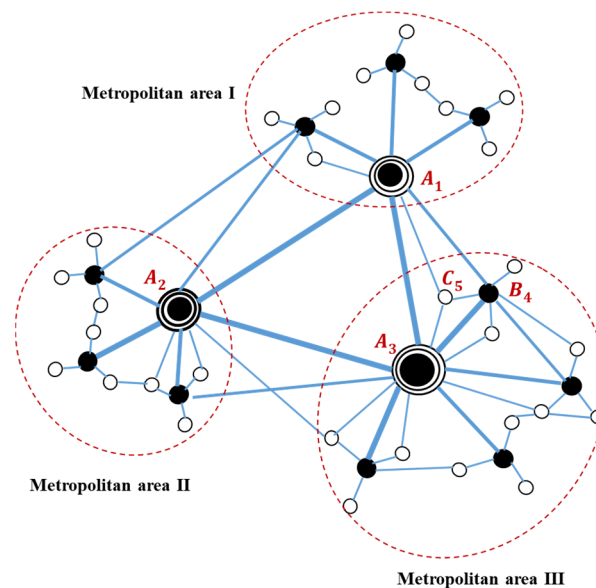 Metropolitan area I
A₁
A₂
C₅
B₄
A₃
Metropolitan area II
Metropolitan area III